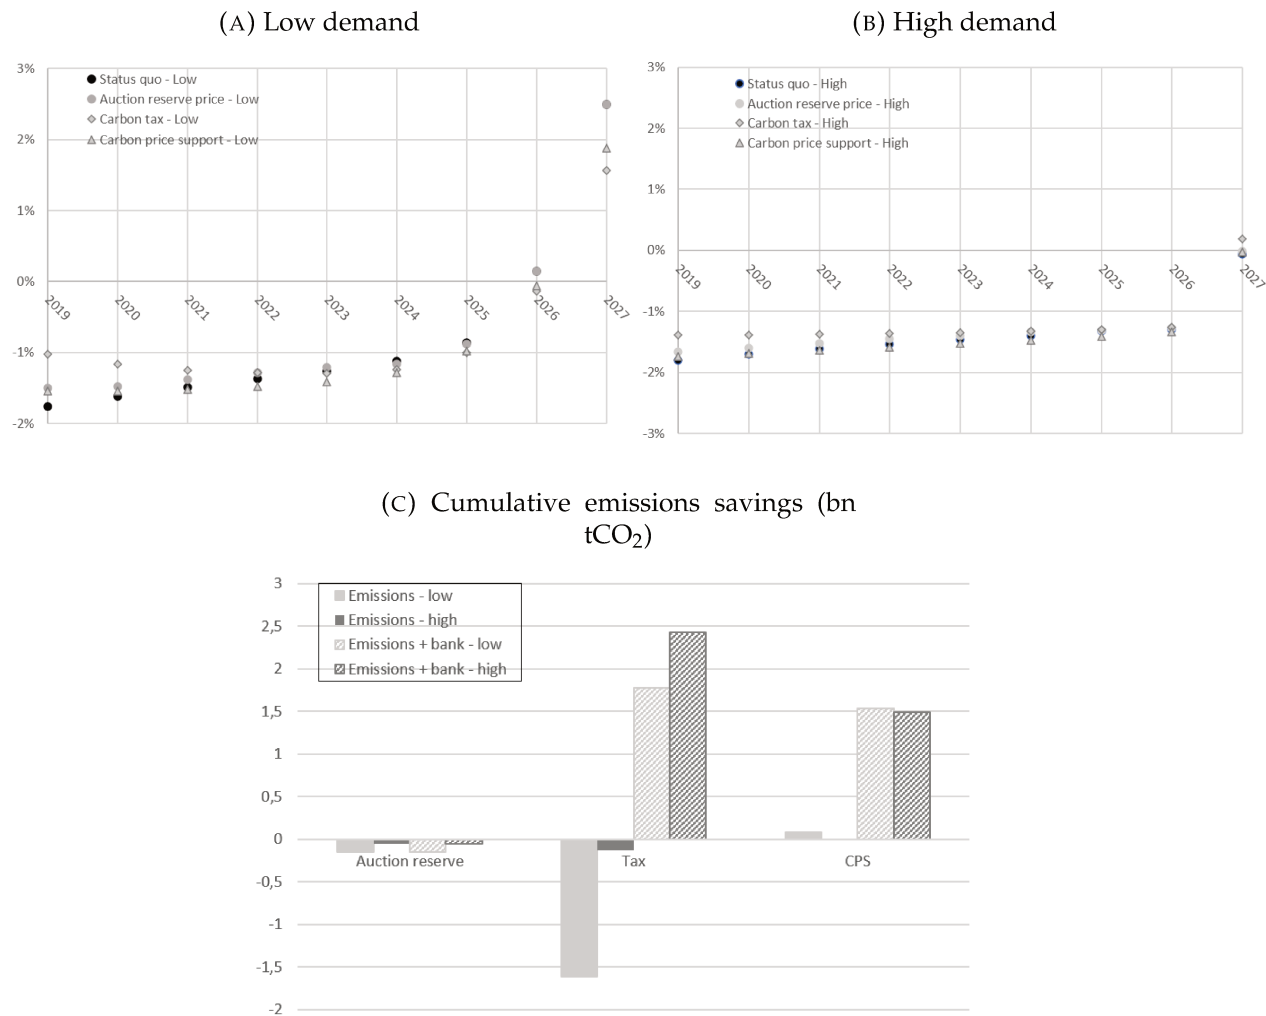 (A) Low demand
3%
2%
1%
0%
-1%
-2%
Status quo - Low
Auction reserve price - Low
Carbon tax - Low
Carbon price support - Low
2019
2020
2021
2022
2023
2024
2025
2026
2027
(B) High demand
3%
2%
1%
0%
-1%
-2%
-3%
Status quo - High
Auction reserve price - High
Carbon tax - High
Carbon price support - High
2019
2020
2021
2022
2023
2024
2025
2026
2027
(C) Cumulative emissions savings (bn
tCO₂)
3
2,5
2
1,5
1
0,5
0
-0,5
-1
-1,5
-2
Emissions - low
Emissions - high
Emissions + bank - low
Emissions + bank - high
Auction reserve
Tax
CPS